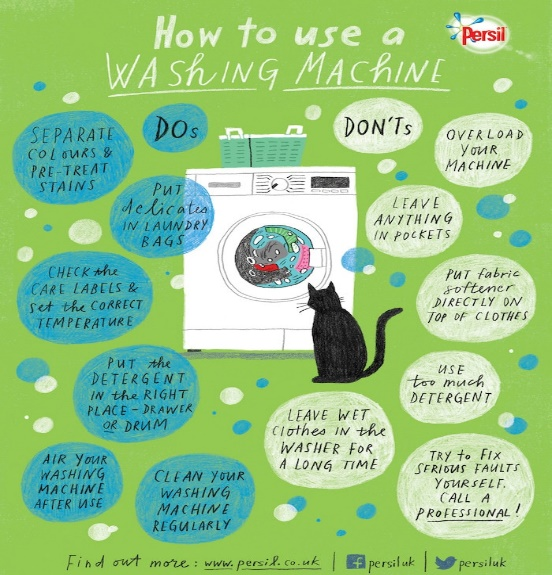 How to use a
WASHING MACHINE
Persil
DOs
SEPARATE
COLOURS &
PRE-TREAT
STAINS
PUT
delicates
IN LAUNDRY
BAGS
CHECK the
CARE LABELS &
set the CORRECT
TEMPERATURE
PUT the
DETERGENT
IN the RIGHT
PLACE - DRAWER
OR DRUM
AIR YOUR
WASHING
MACHINE
AFTER USE
CLEAN YOUR
WASHING
MACHINE
REGULARLY
DON'Ts
OVERLOAD
YOUR
MACHINE
LEAVE
ANYTHING
IN POCKETS
PUT fabric
softener
DIRECTLY ON
TOP OF CLOTHES
USE
too much
DETERGENT
LEAVE WET
Clothes in the
WASHER FOR
A LONG TIME
TRY to FIX
SERIOUS FAULTS
YOURSELF.
CALL A
PROFESSIONAL!
Find out more: www.persil.co.uk | persiluk | persiluk